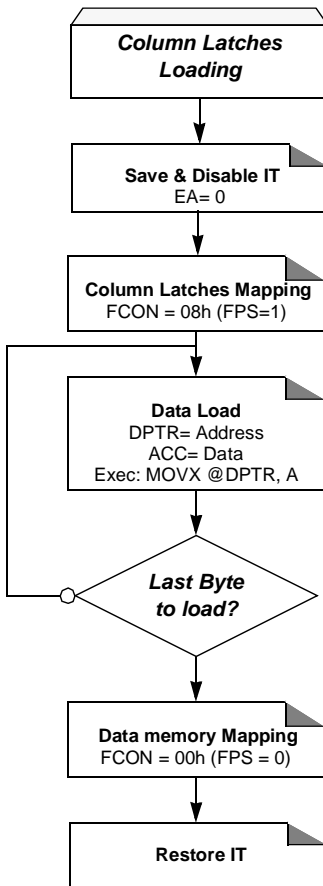 Column Latches
Loading
Save & Disable IT
EA= 0
Column Latches Mapping
FCON = 08h (FPS=1)
Data Load
DPTR= Address
ACC= Data
Exec: MOVX @DPTR, A
Last Byte
to load?
Data memory Mapping
FCON = 00h (FPS = 0)
Restore IT